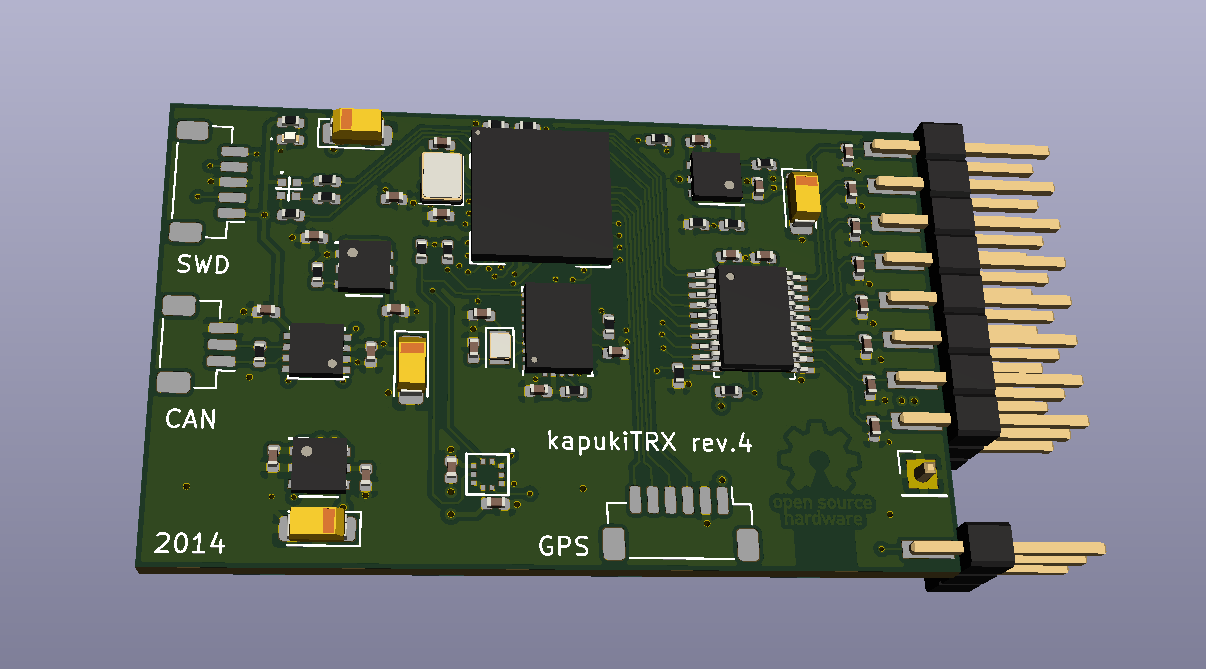 SWD
CAN
kapukiTRX rev.4
open source
hardware
2014
GPS